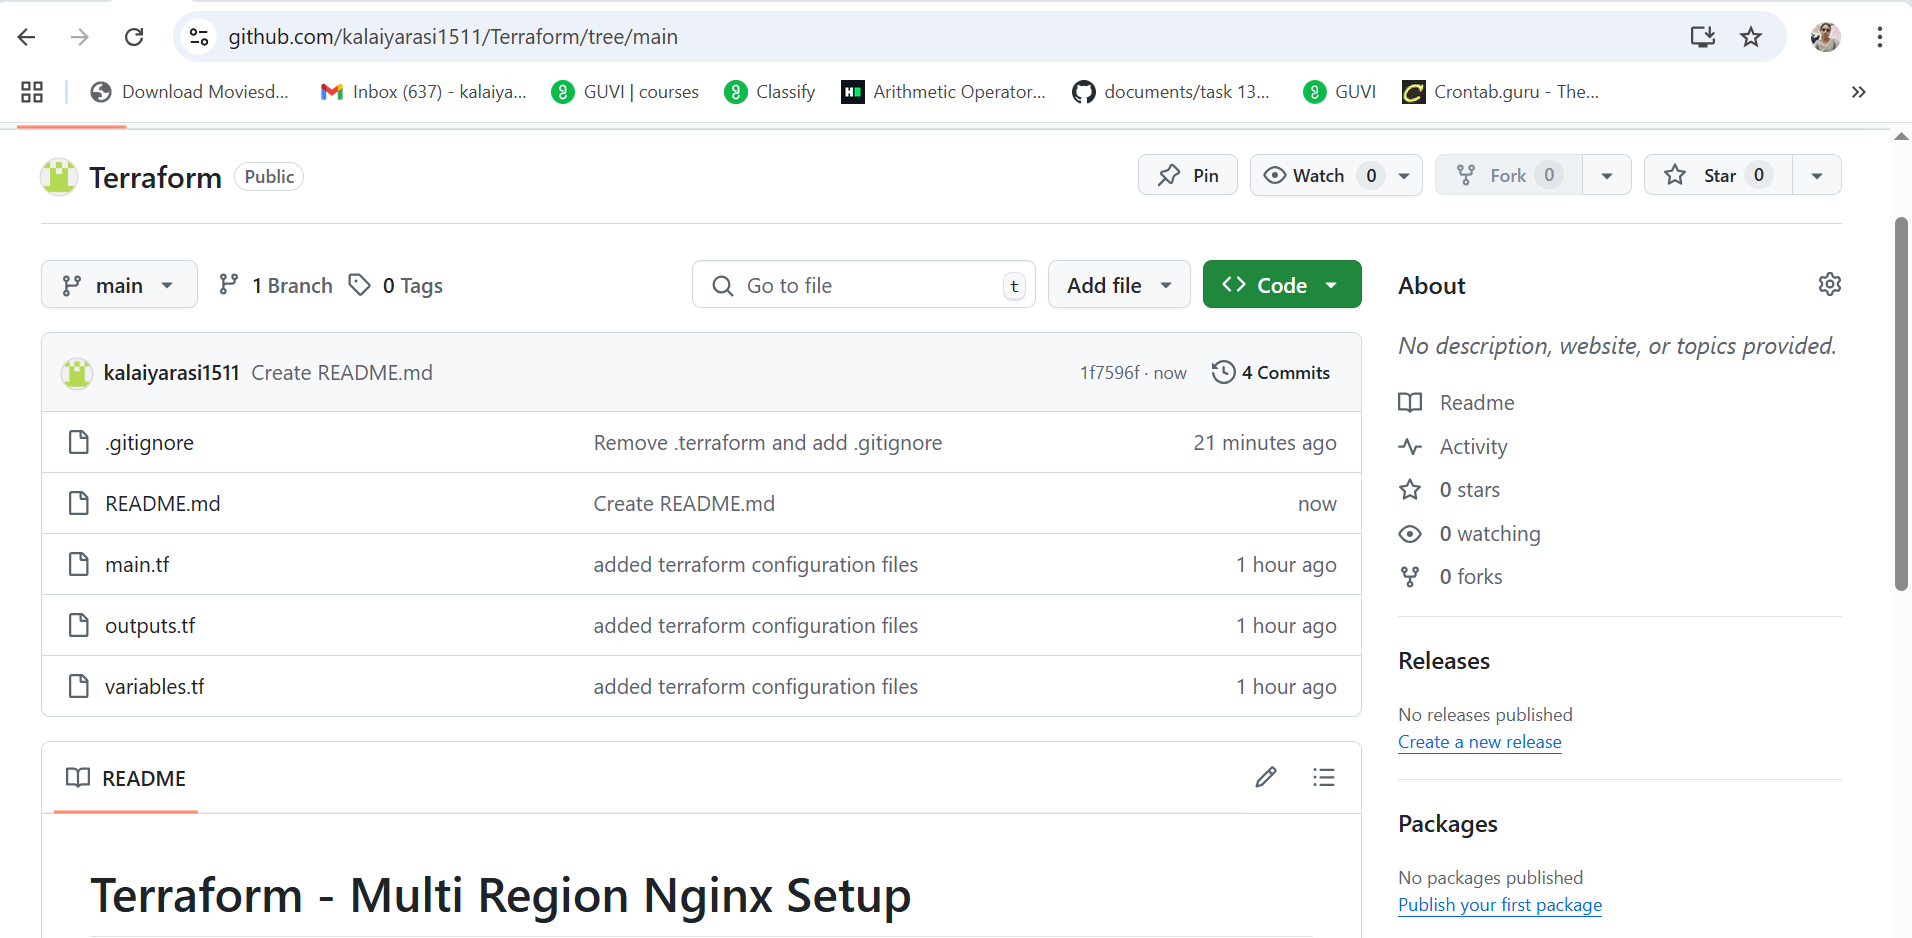 github.com/kalaiyarasi1511/Terraform/tree/main
Download Moviesd... Inbox (637) - kalaiya... GUVI | courses Classify Arithmetic Operator... documents/task 13... GUVI Crontab.guru - The...
Terraform Public Pin Watch 0 Fork 0 Star 0
main 1 Branch 0 Tags Go to file t Add file Code
kalaiyarasi1511 Create README.md 1f7596f · now 4 Commits
.gitignore Remove .terraform and add .gitignore 21 minutes ago
README.md Create README.md now
main.tf added terraform configuration files 1 hour ago
outputs.tf added terraform configuration files 1 hour ago
variables.tf added terraform configuration files 1 hour ago
README
Terraform - Multi Region Nginx Setup
About
No description, website, or topics provided.
Readme
Activity
0 stars
0 watching
0 forks
Releases
No releases published
Create a new release
Packages
No packages published
Publish your first package